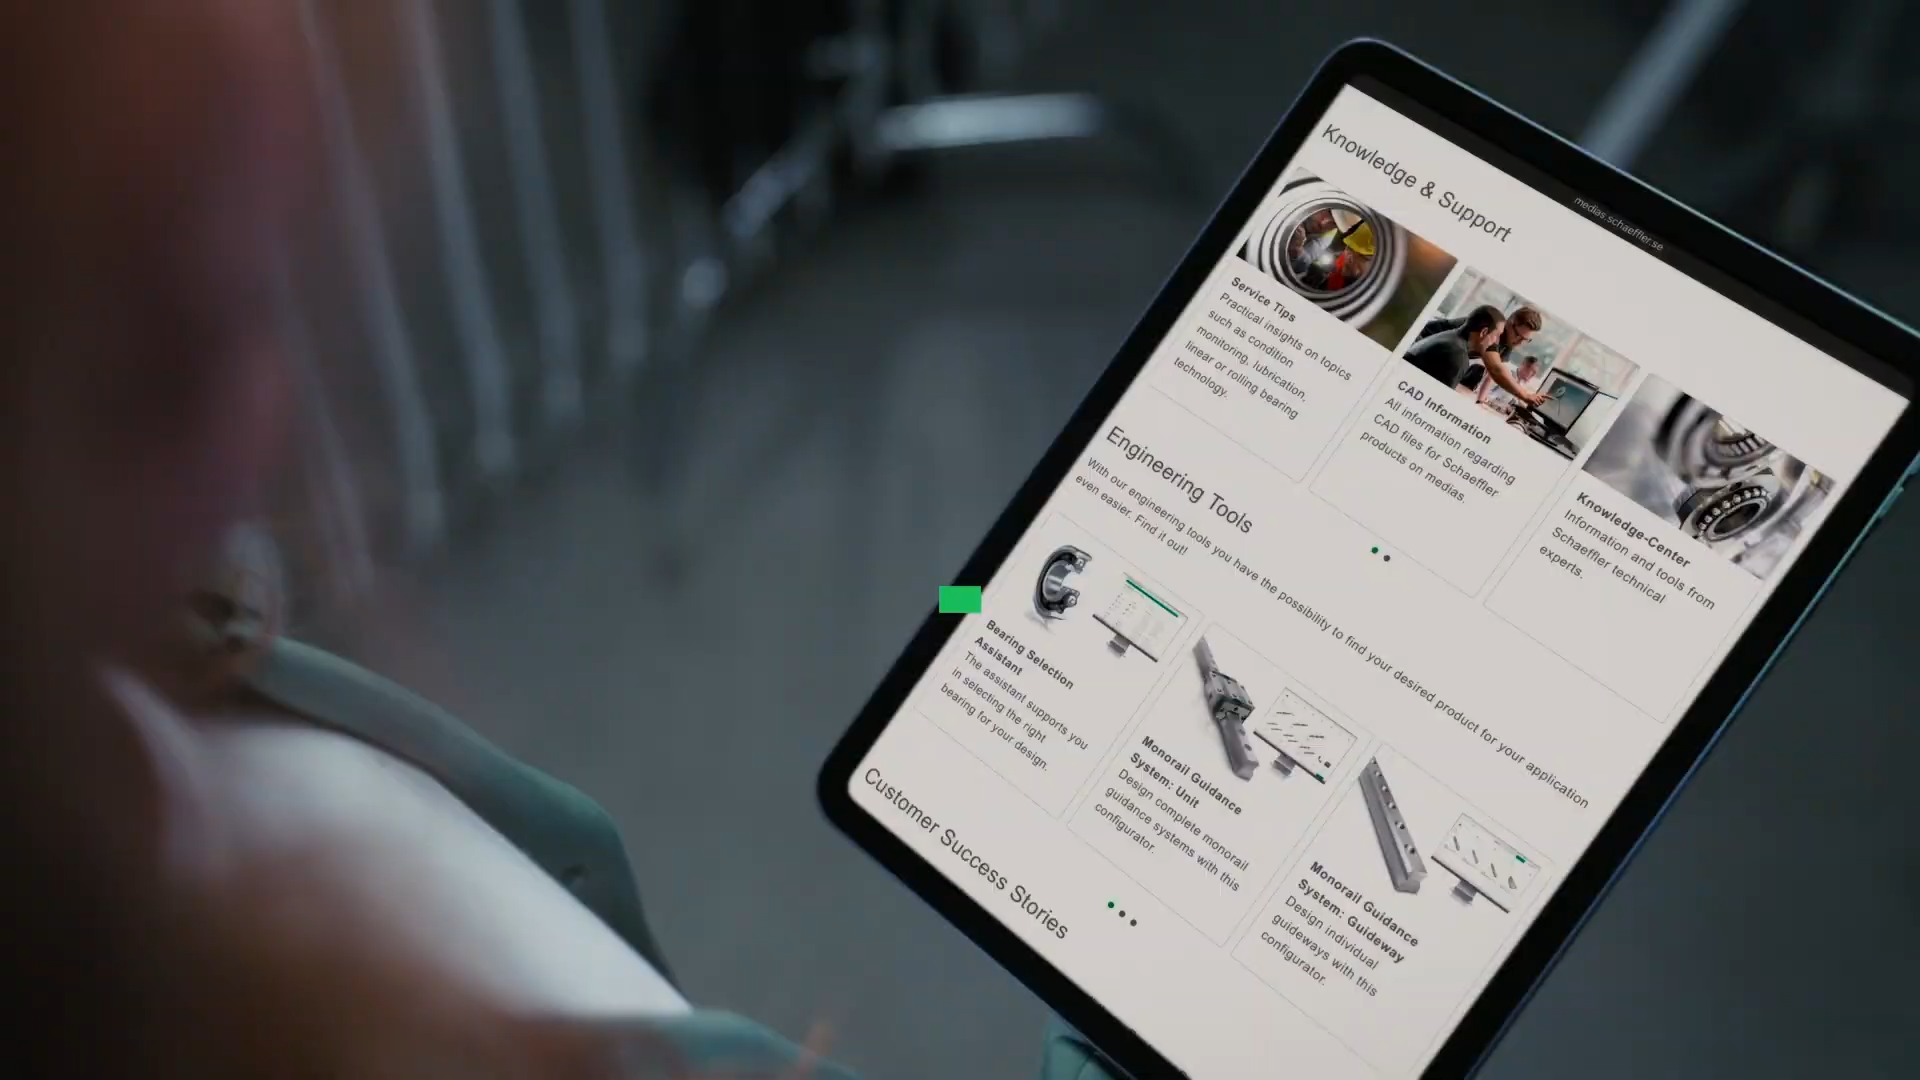 medias.schaeffler.se
Knowledge & Support
Service Tips
Practical insights on topics
such as condition
monitoring, lubrication,
linear or rolling bearing
technology.
CAD Information
All information regarding
CAD files for Schaeffler
products on medias.
Knowledge-Center
Information and tools from
Schaeffler technical
experts.
Engineering Tools
With our engineering tools you have the possibility to find your desired product for your application
even easier. Find it out!
Bearing Selection
Assistant
The assistant supports you
in selecting the right
bearing for your design.
Monorail Guidance
System: Unit
Design complete monorail
guidance systems with this
configurator.
Monorail Guidance
System: Guideway
Design individual
guideways with this
configurator.
Customer Success Stories